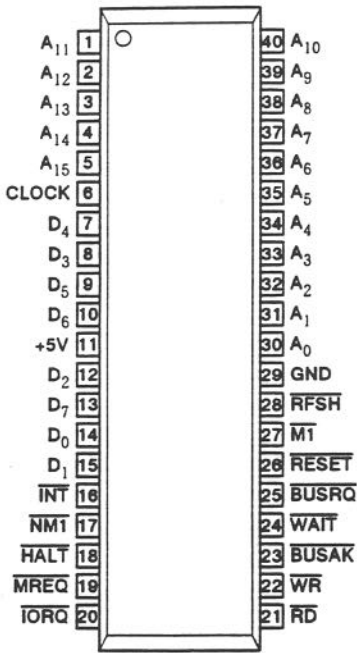 A11 1 40 A10
A12 2 39 A9
A13 3 38 A8
A14 4 37 A7
A15 5 36 A6
CLOCK 6 35 A5
D4 7 34 A4
D3 8 33 A3
D5 9 32 A2
D6 10 31 A1
+5V 11 30 A0
D2 12 29 GND
D7 13 28 RFSH
D0 14 27 M1
D1 15 26 RESET
INT 16 25 BUSRQ
NM1 17 24 WAIT
HALT 18 23 BUSAK
MREQ 19 22 WR
IORQ 20 21 RD